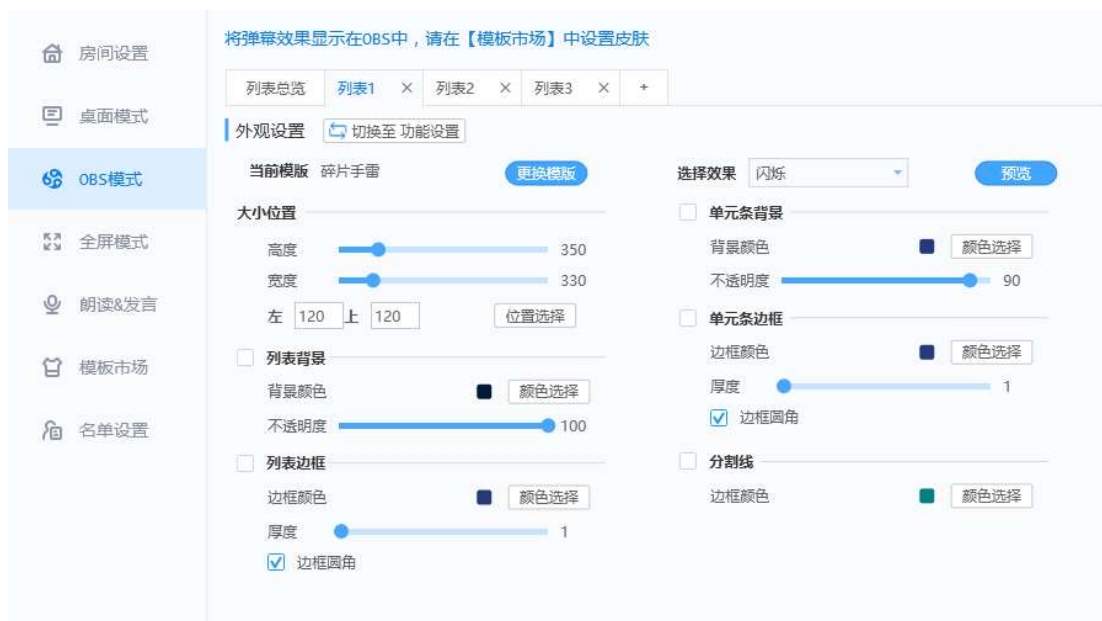 房间设置
桌面模式
OBS模式
全屏模式
朗读&发言
模板市场
名单设置
将弹幕效果显示在OBS中，请在【模板市场】中设置皮肤
列表总览 列表1 × 列表2 × 列表3 × +
外观设置 切换至 功能设置
当前模版 碎片手雷 更换模版
大小位置
高度 350
宽度 330
左 120 上 120 位置选择
列表背景
背景颜色 颜色选择
不透明度 100
列表边框
边框颜色 颜色选择
厚度 1
边框圆角
选择效果 闪烁 预览
单元条背景
背景颜色 颜色选择
不透明度 90
单元条边框
边框颜色 颜色选择
厚度 1
边框圆角
分割线
边框颜色 颜色选择